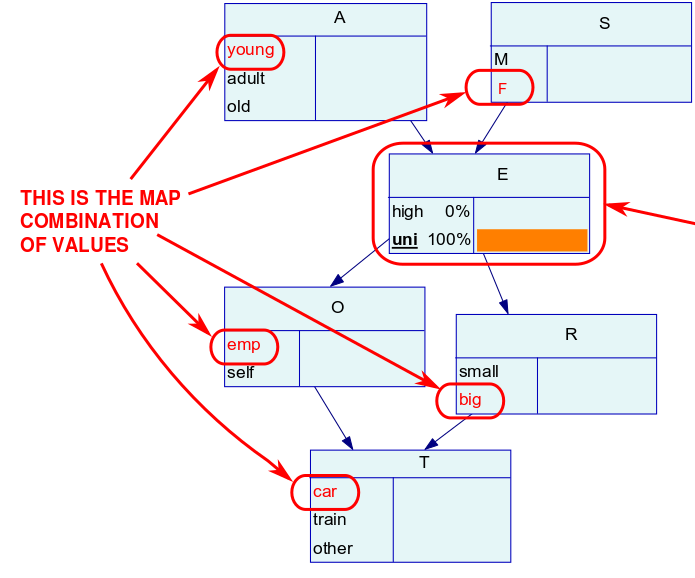 A
young
adult
old
S
M
F
THIS IS THE MAP
COMBINATION
OF VALUES
E
high 0%
uni 100%
O
emp
self
R
small
big
T
car
train
other